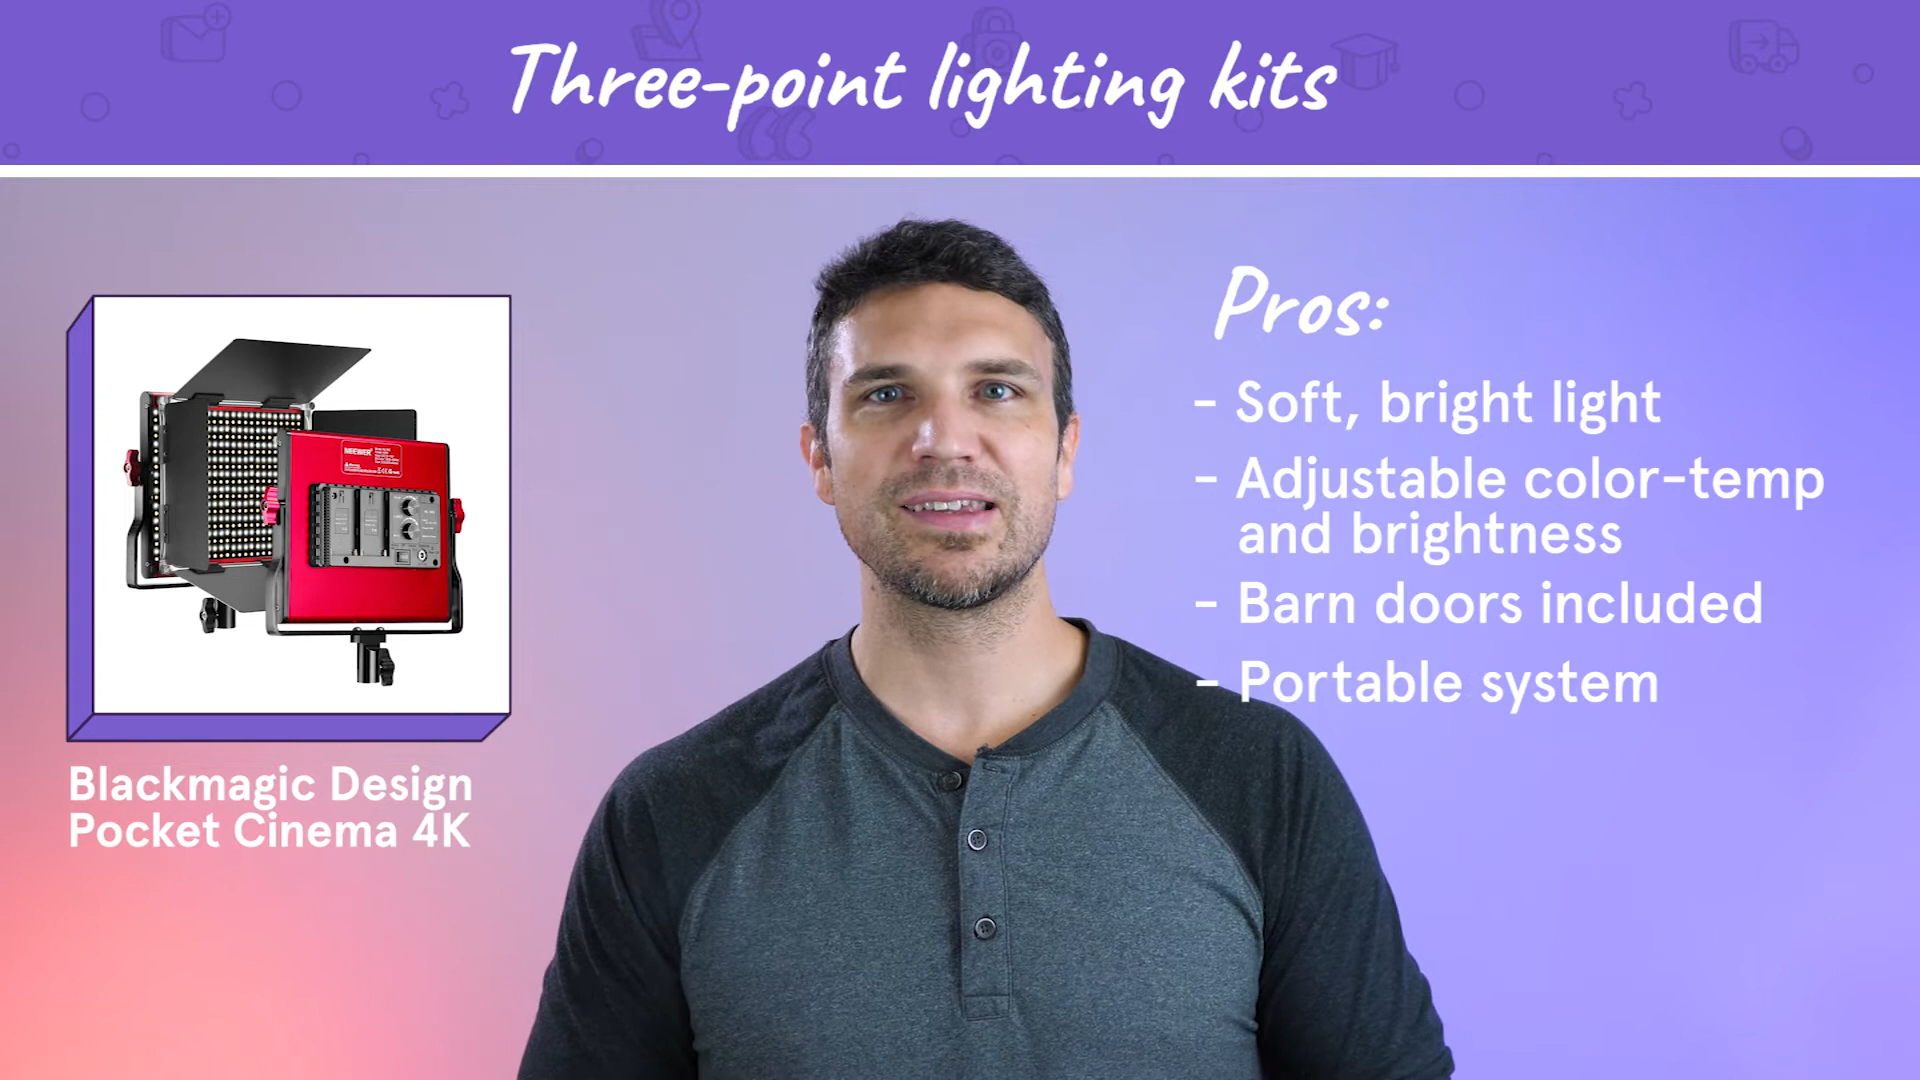 Three-point lighting kits
Pros:
- Soft, bright light
- Adjustable color-temp
and brightness
- Barn doors included
- Portable system
NEEWER
Blackmagic Design
Pocket Cinema 4K